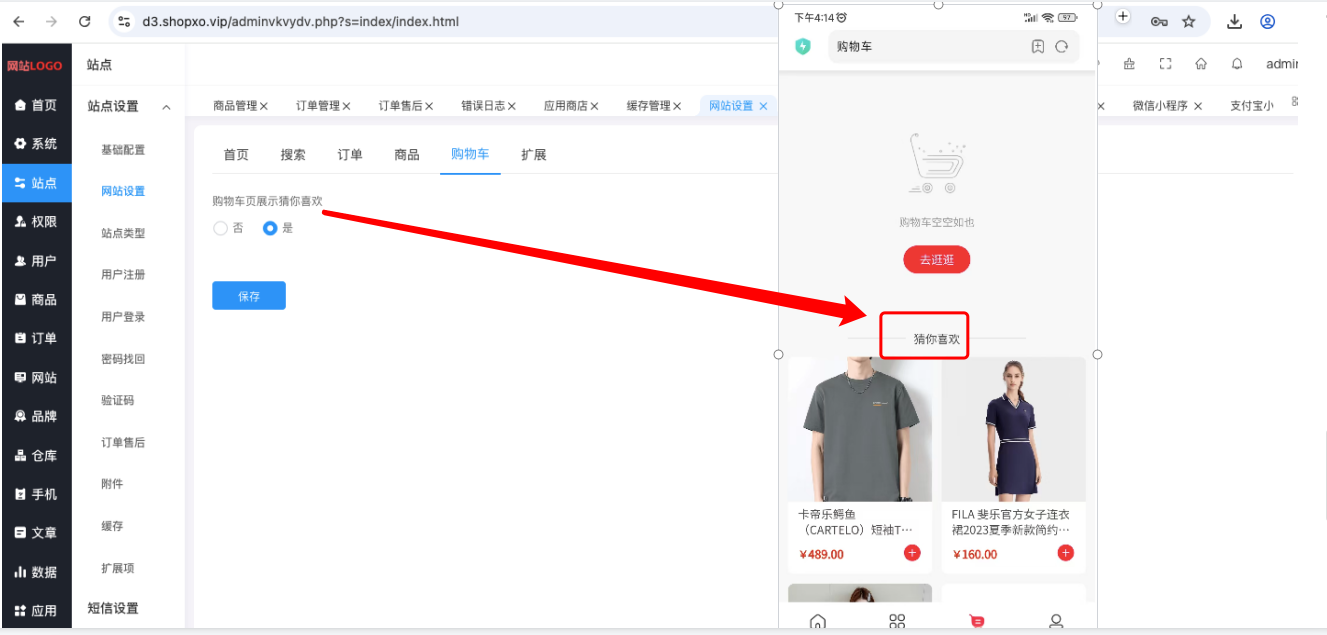 d3.shopxo.vip/adminvkvydv.php?s=index/index.html
网站LOGO
站点
admin
首页
系统
站点
权限
用户
商品
订单
网站
品牌
仓库
手机
文章
数据
应用
站点设置
基础配置
网站设置
站点类型
用户注册
用户登录
密码找回
验证码
订单售后
附件
缓存
扩展项
短信设置
商品管理 订单管理 订单售后 错误日志 应用商店 缓存管理 网站设置 微信小程序 支付宝小
首页 搜索 订单 商品 购物车 扩展
购物车页展示猜你喜欢
否 是
保存
下午4:14 97
购物车
购物车空空如也
去逛逛
猜你喜欢
卡帝乐鳄鱼
（CARTELO）短袖T…
¥489.00
FILA 斐乐官方女子连衣
裙2023夏季新款简约…
¥160.00